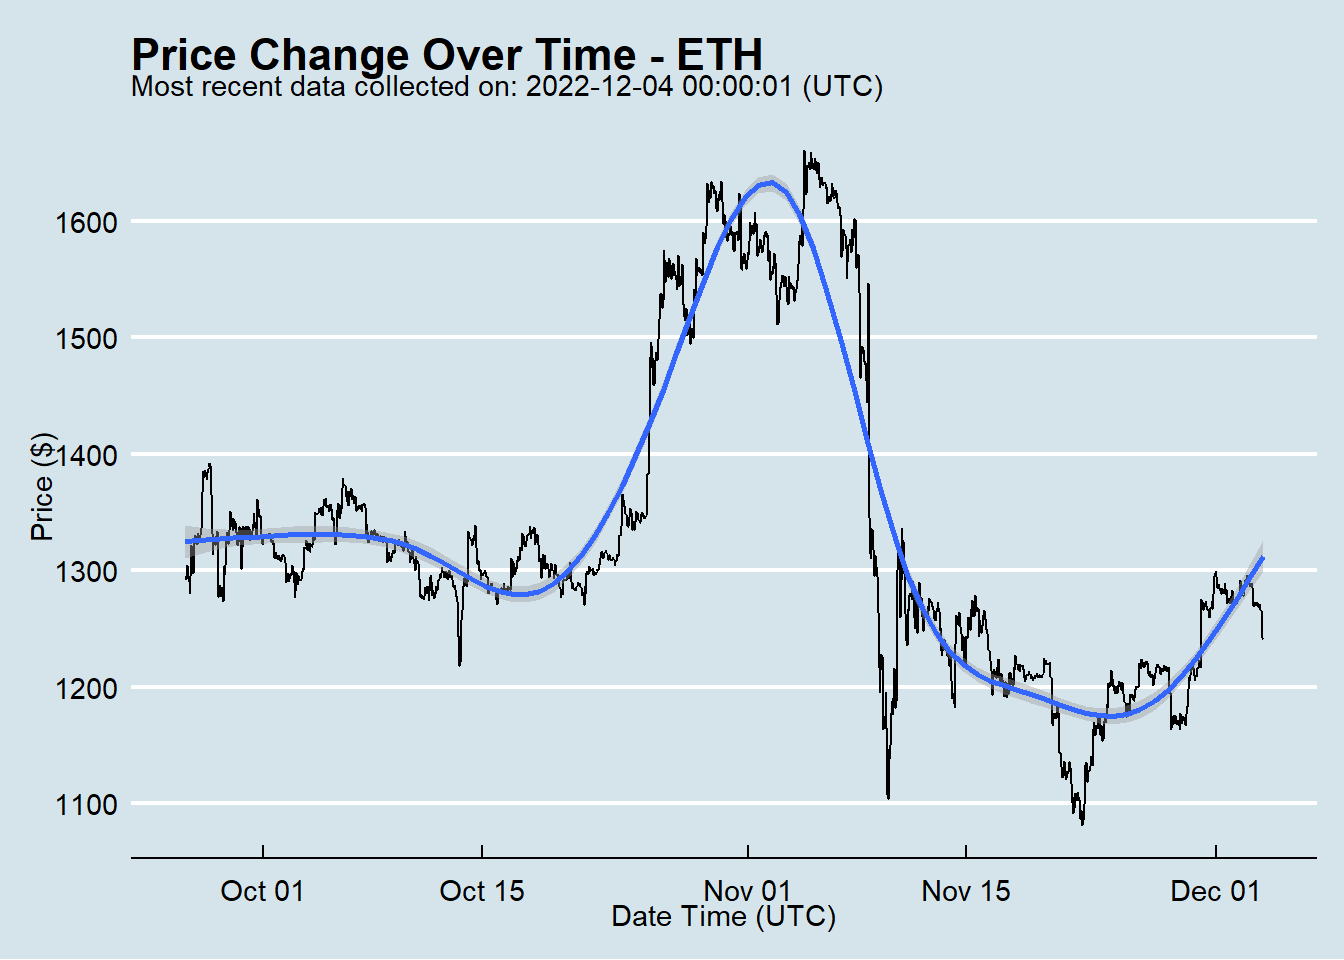 Price Change Over Time - ETH
Most recent data collected on: 2022-12-04 00:00:01 (UTC)
Price ($)
1600
1500
1400
1300
1200
1100
Oct 01
Oct 15
Nov 01
Nov 15
Dec 01
Date Time (UTC)